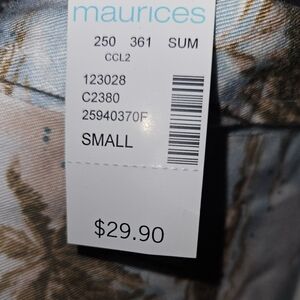 maurices
250 361 SUM
CCL2
123028
C2380
25940370F
SMALL
$29.90